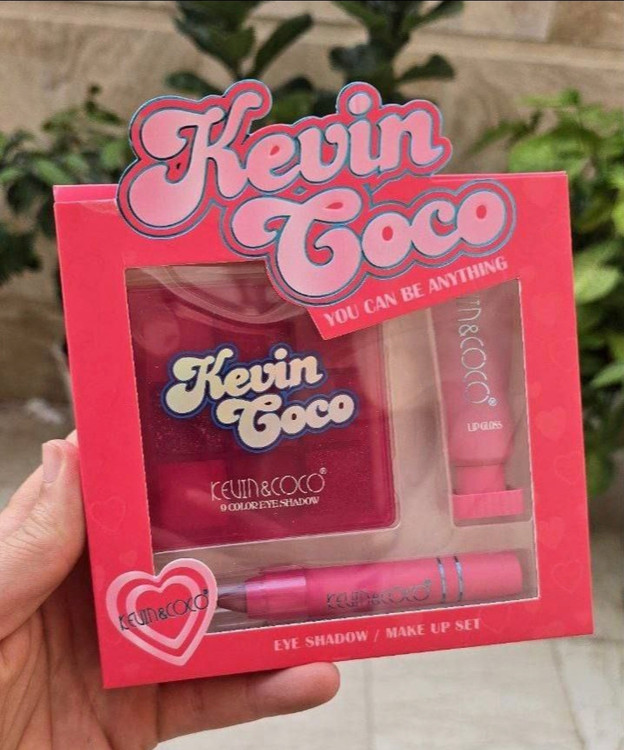 Kevin
Coco
YOU CAN BE ANYTHING
Kevin
Coco
KEVIN&COCO®
9 COLOR EYE SHADOW
IN&COCO®
LIP GLOSS
KEVIN&COCO
KEVIN&COCO®
EYE SHADOW / MAKE UP SET